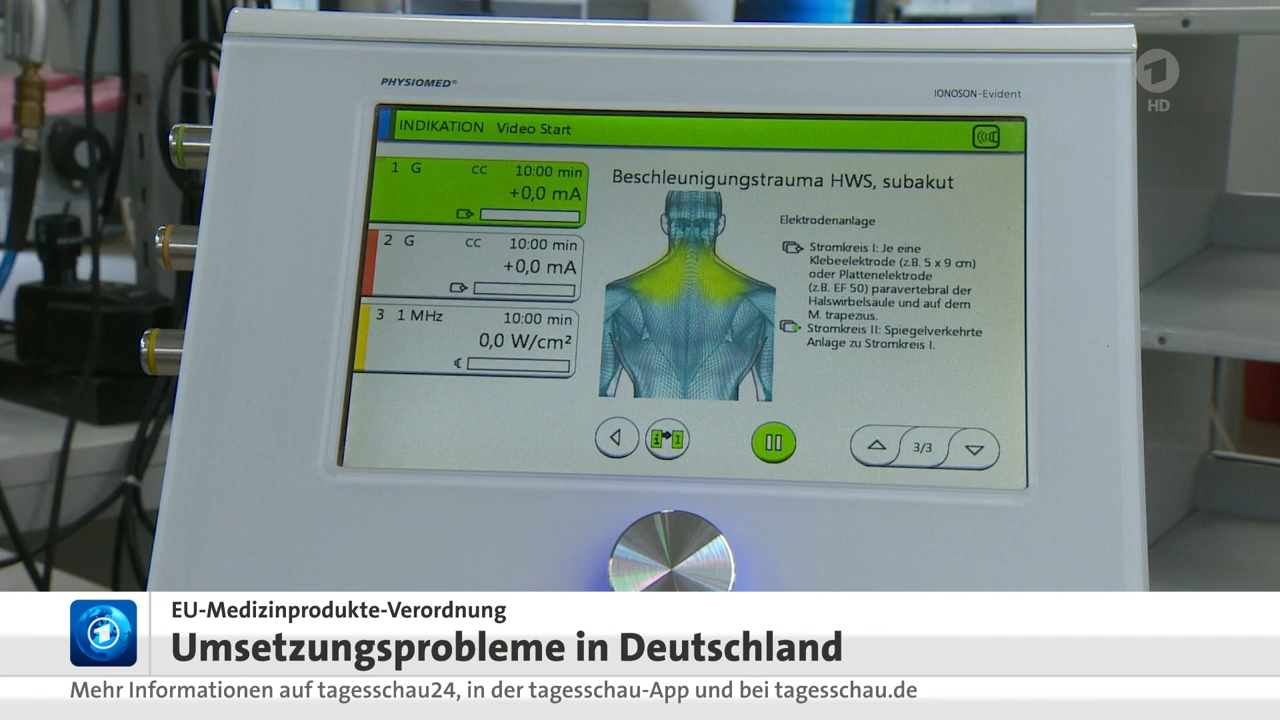 PHYSIOMED®
IONOSON-Evident
1
HD
INDIKATION Video Start
1 G CC 10:00 min
+0,0 mA
2 G CC 10:00 min
+0,0 mA
3 1 MHz 10:00 min
0,0 W/cm²
Beschleunigungstrauma HWS, subakut
Elektrodenanlage
Stromkreis I: Je eine
Klebeelektrode (z.B. 5 x 9 cm)
oder Plattenelektrode
(z.B. EF 50) paravertebral der
Halswirbelsäule und auf dem
M. trapezius.
Stromkreis II: Spiegelverkehrte
Anlage zu Stromkreis I.
i 1
3/3
EU-Medizinprodukte-Verordnung
1
Umsetzungsprobleme in Deutschland
Mehr Informationen auf tagesschau24, in der tagesschau-App und bei tagesschau.de